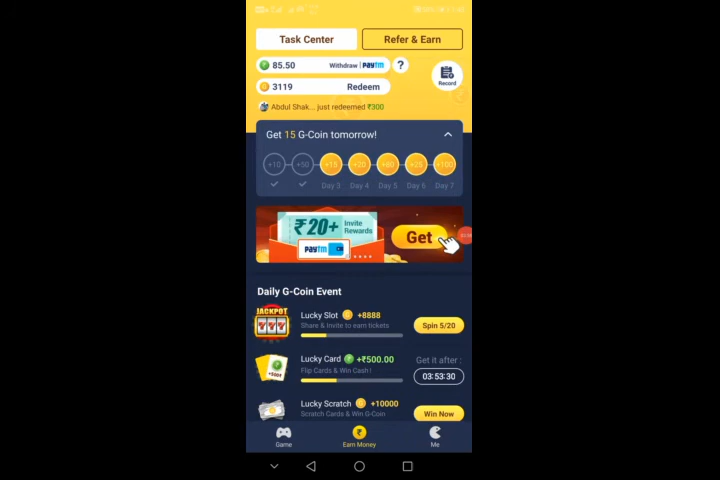 Task Center
Refer & Earn
85.50
Withdraw | Paytm
?
3119
Redeem
Record
Abdul Shak... just redeemed ₹300
Get 15 G-Coin tomorrow!
+10 +50 +15 +20 +60 +25 +100
Day 3 Day 4 Day 5 Day 6 Day 7
₹20+
Invite
Rewards
Paytm
Get
Daily G-Coin Event
JACKPOT
777
Lucky Slot +8888
Share & Invite to earn tickets
Spin 5/20
Lucky Card +₹500.00
Flip Cards & Win Cash!
Get it after :
03:53:30
+Slot
Lucky Scratch +10000
Scratch Cards & Win G-Coin
Win Now
Game
Earn Money
Me